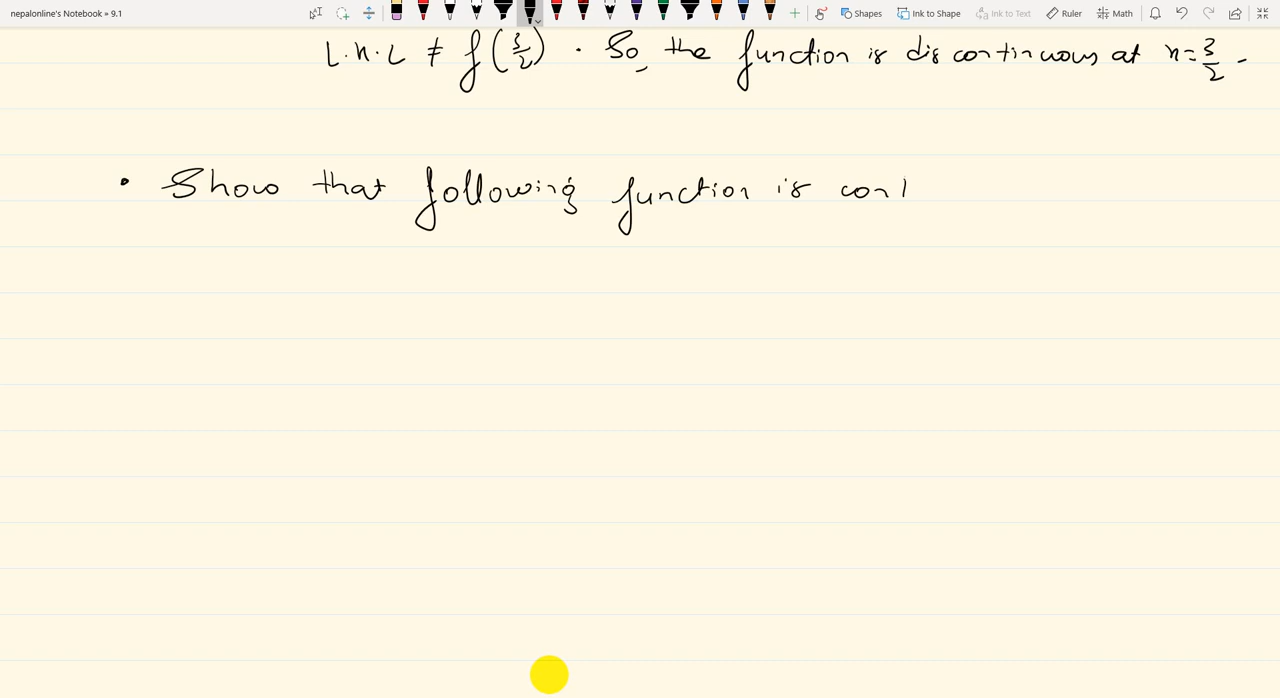 nepalonline's Notebook » 9.1
Shapes Ink to Shape Ink to Text Ruler Math
L.H.L ≠ f(3/2). So, the function is discontinuous at x=3/2.
• Show that following function is cont